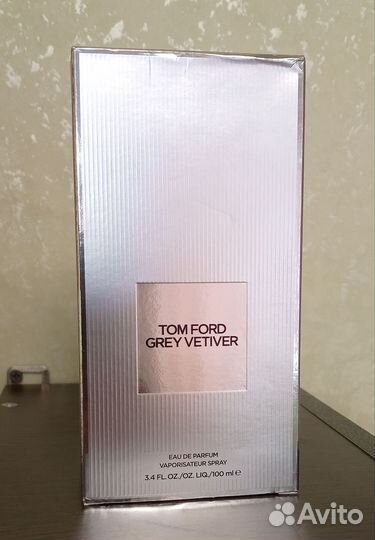 TOM FORD
GREY VETIVER
EAU DE PARFUM
VAPORISATEUR SPRAY
3.4 FL.OZ./OZ. LIQ./100 ml ℮
Avito